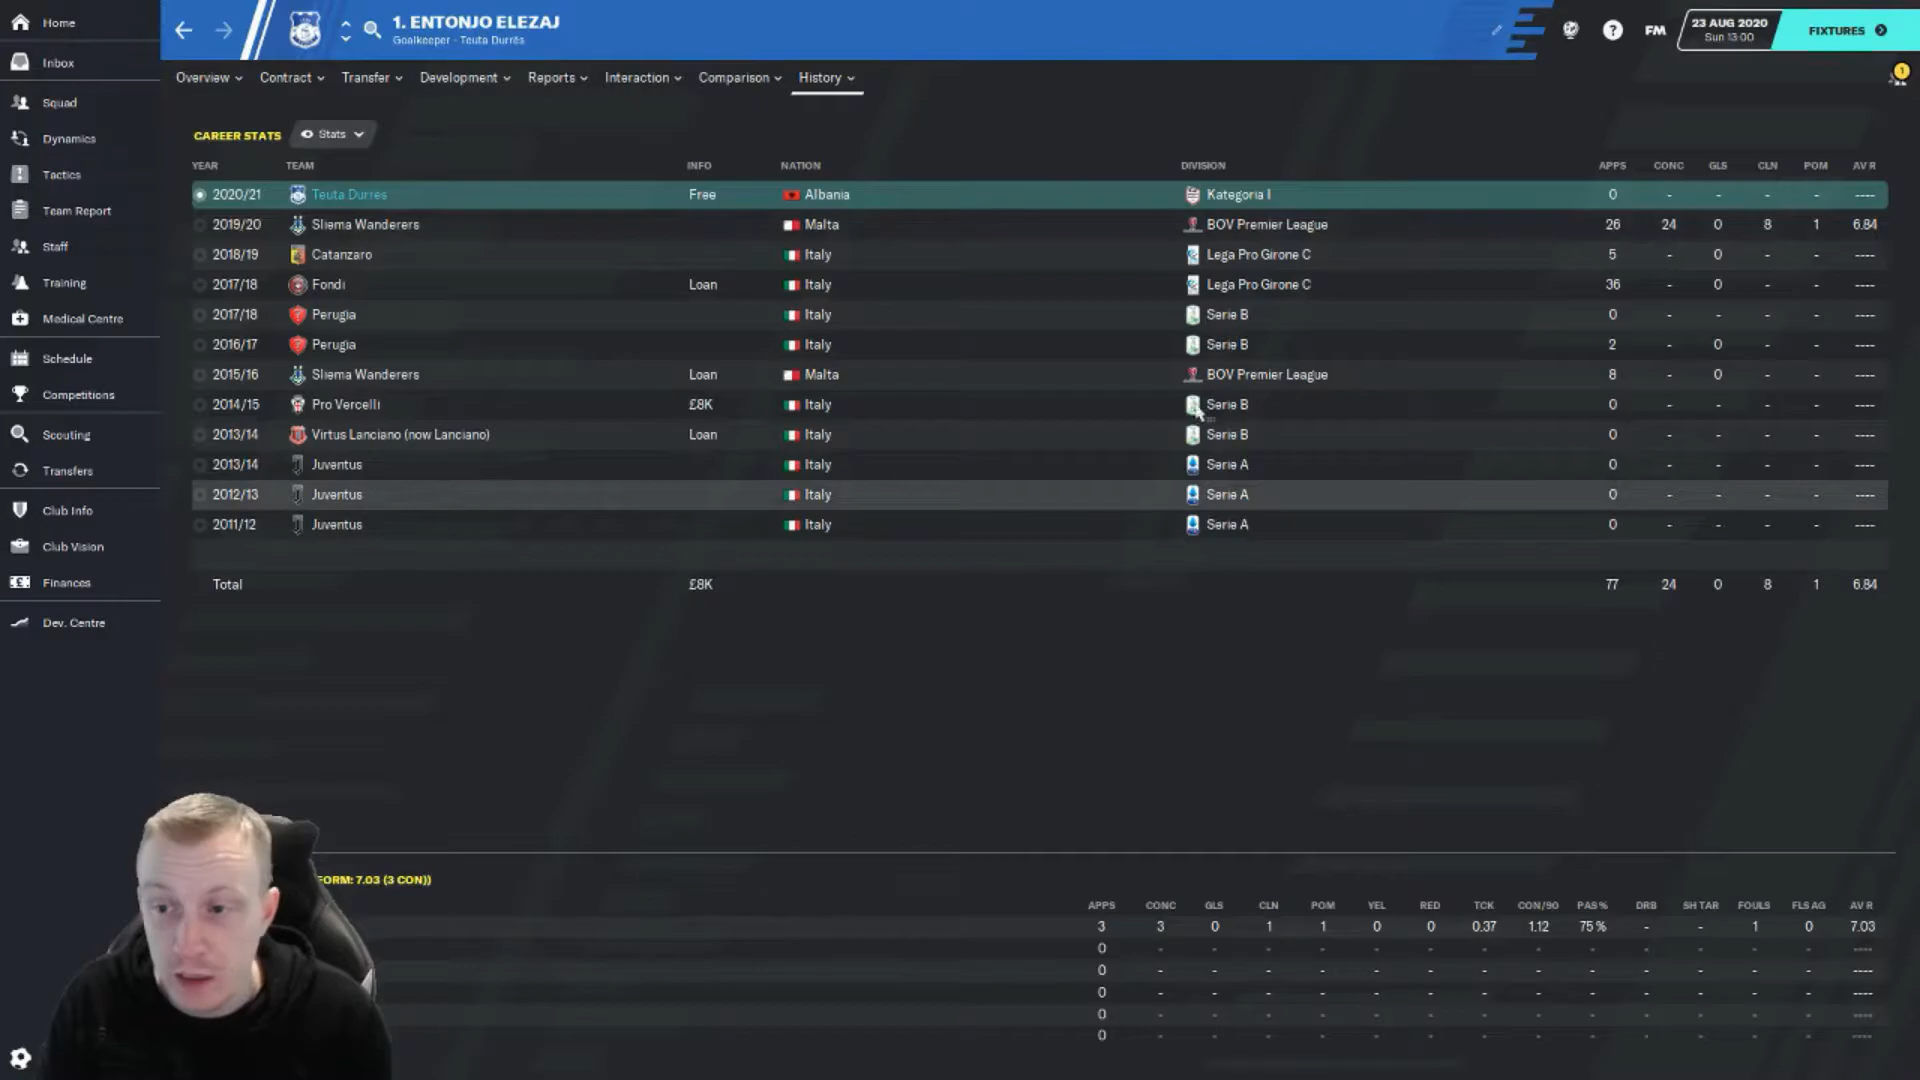 Home
Inbox
Squad
Dynamics
Tactics
Team Report
Staff
Training
Medical Centre
Schedule
Competitions
Scouting
Transfers
Club Info
Club Vision
Finances
Dev. Centre
1. ENTONJO ELEZAJ
Goalkeeper - Teuta Durrës
FM
23 AUG 2020
Sun 13:00
FIXTURES
1
Overview Contract Transfer Development Reports Interaction Comparison History
CAREER STATS Stats
YEAR TEAM INFO NATION DIVISION APPS CONC GLS CLN POM AV R
2020/21 Teuta Durrës Free Albania Kategoria I 0 - - - - ----
2019/20 Sliema Wanderers Malta BOV Premier League 26 24 0 8 1 6.84
2018/19 Catanzaro Italy Lega Pro Girone C 5 - 0 - - ----
2017/18 Fondi Loan Italy Lega Pro Girone C 36 - 0 - - ----
2017/18 Perugia Italy Serie B 0 - - - - ----
2016/17 Perugia Italy Serie B 2 - 0 - - ----
2015/16 Sliema Wanderers Loan Malta BOV Premier League 8 - 0 - - ----
2014/15 Pro Vercelli £8K Italy Serie B 0 - - - - ----
2013/14 Virtus Lanciano (now Lanciano) Loan Italy Serie B 0 - - - - ----
2013/14 Juventus Italy Serie A 0 - - - - ----
2012/13 Juventus Italy Serie A 0 - - - - ----
2011/12 Juventus Italy Serie A 0 - - - - ----
Total £8K 77 24 0 8 1 6.84
FORM: 7.03 (3 CON))
APPS CONC GLS CLN POM YEL RED TCK CON/90 PAS % DRB SH TAR FOULS FLS AG AV R
3 3 0 1 1 0 0 0.37 1.12 75 % - - 1 0 7.03
0 - - - - - - - - - - - - - ----
0 - - - - - - - - - - - - - ----
0 - - - - - - - - - - - - - ----
0 - - - - - - - - - - - - - ----
0 - - - - - - - - - - - - - ----